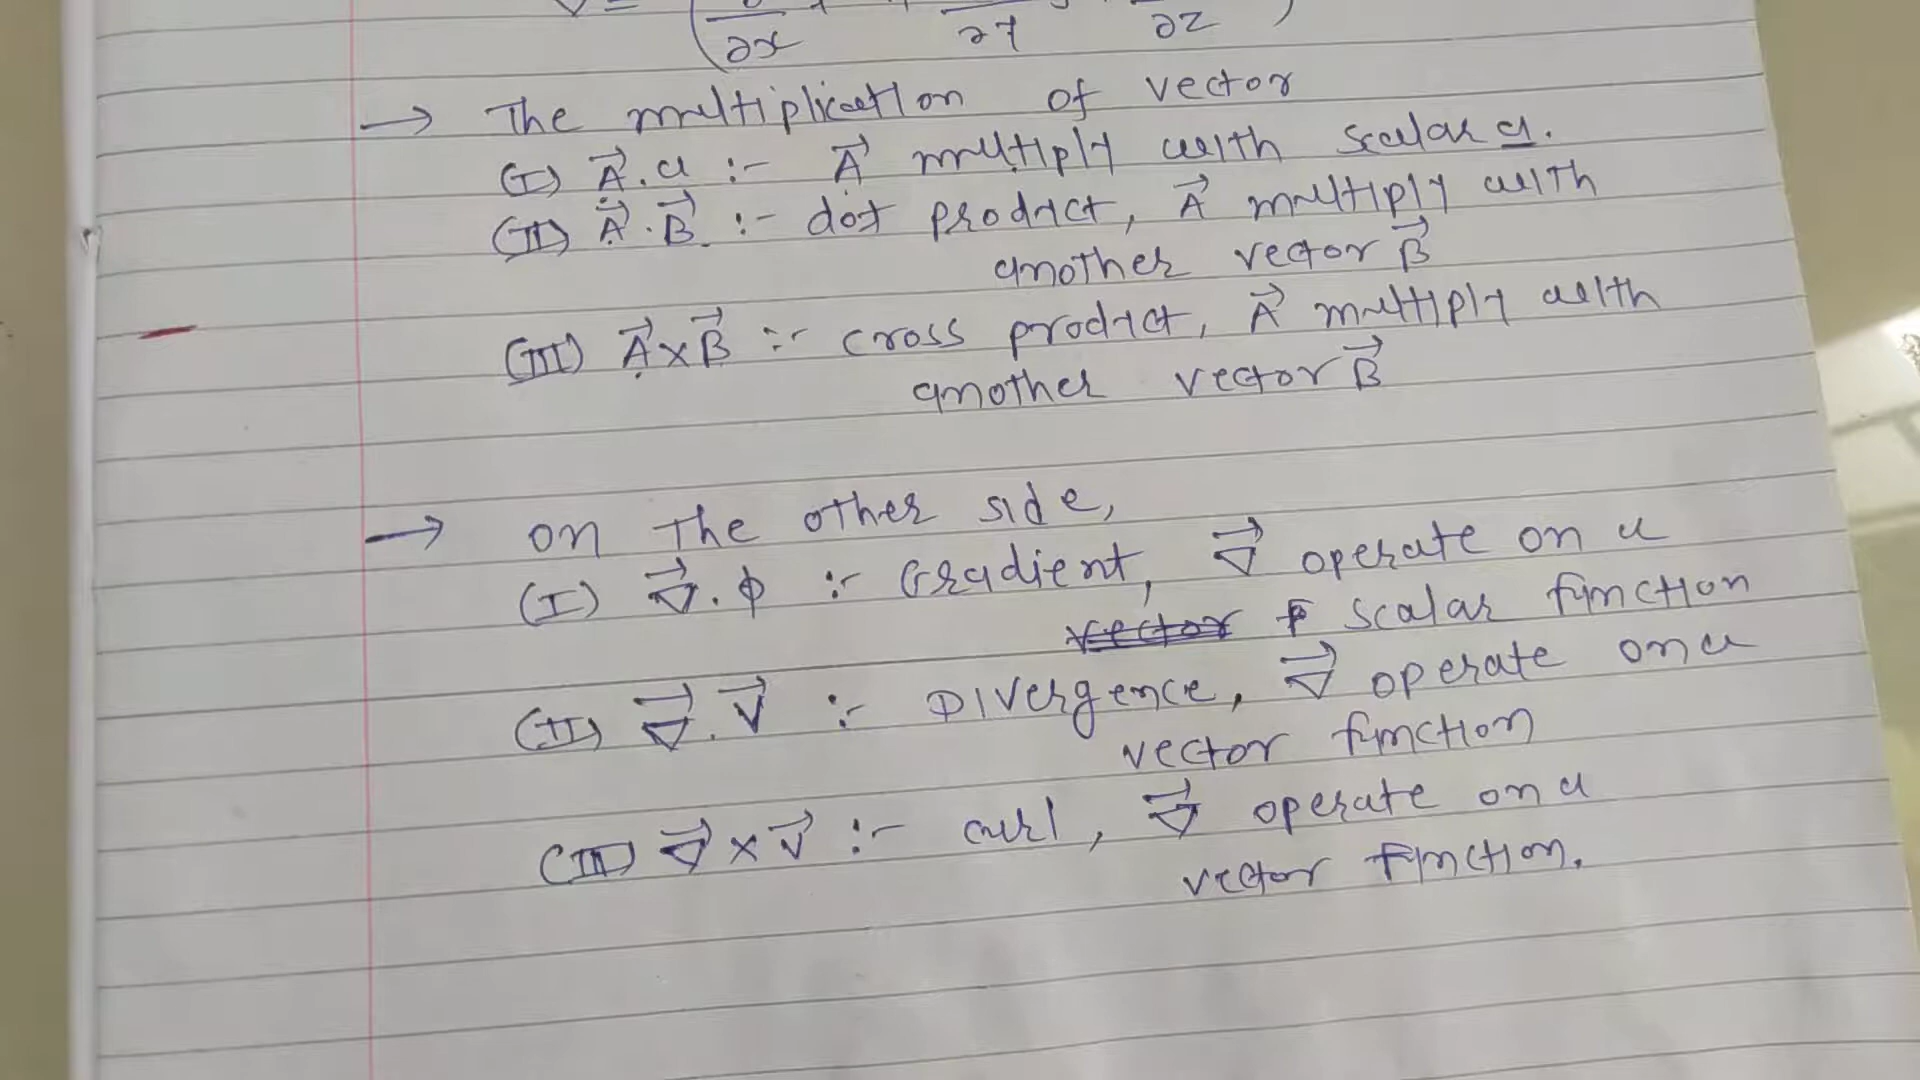 ∂x ∂y ∂z )
→ The multiplication of vector
(I) A⃗.a :- A⃗ multiply with scalar a.
(II) A⃗.B⃗ :- dot product, A⃗ multiply with
another vector B⃗
(III) A⃗×B⃗ :- cross product, A⃗ multiply with
another vector B⃗
→ on The other side,
(I) ∇⃗.φ :- Gradient, ∇⃗ operate on a
scalar function
(II) ∇⃗.V⃗ :- Divergence, ∇⃗ operate on a
vector function
(III) ∇⃗×V⃗ :- curl, ∇⃗ operate on a
vector function.